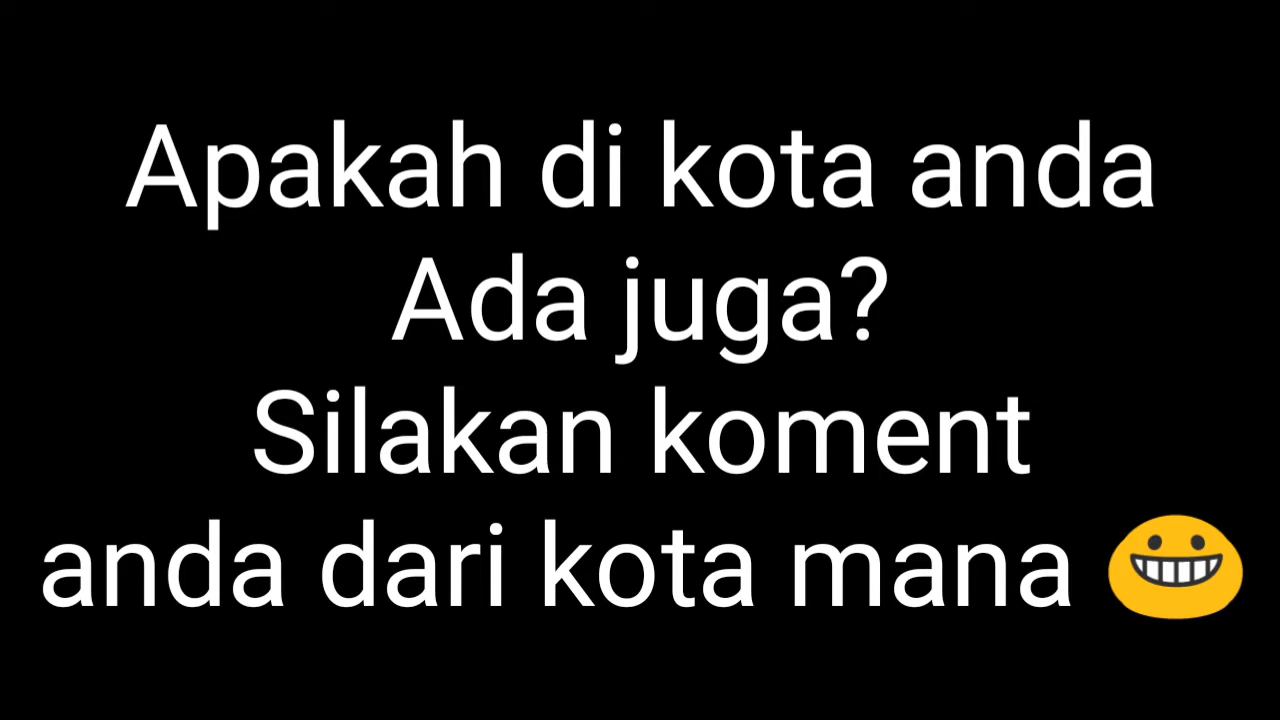 Apakah di kota anda
Ada juga?
Silakan koment
anda dari kota mana 😀